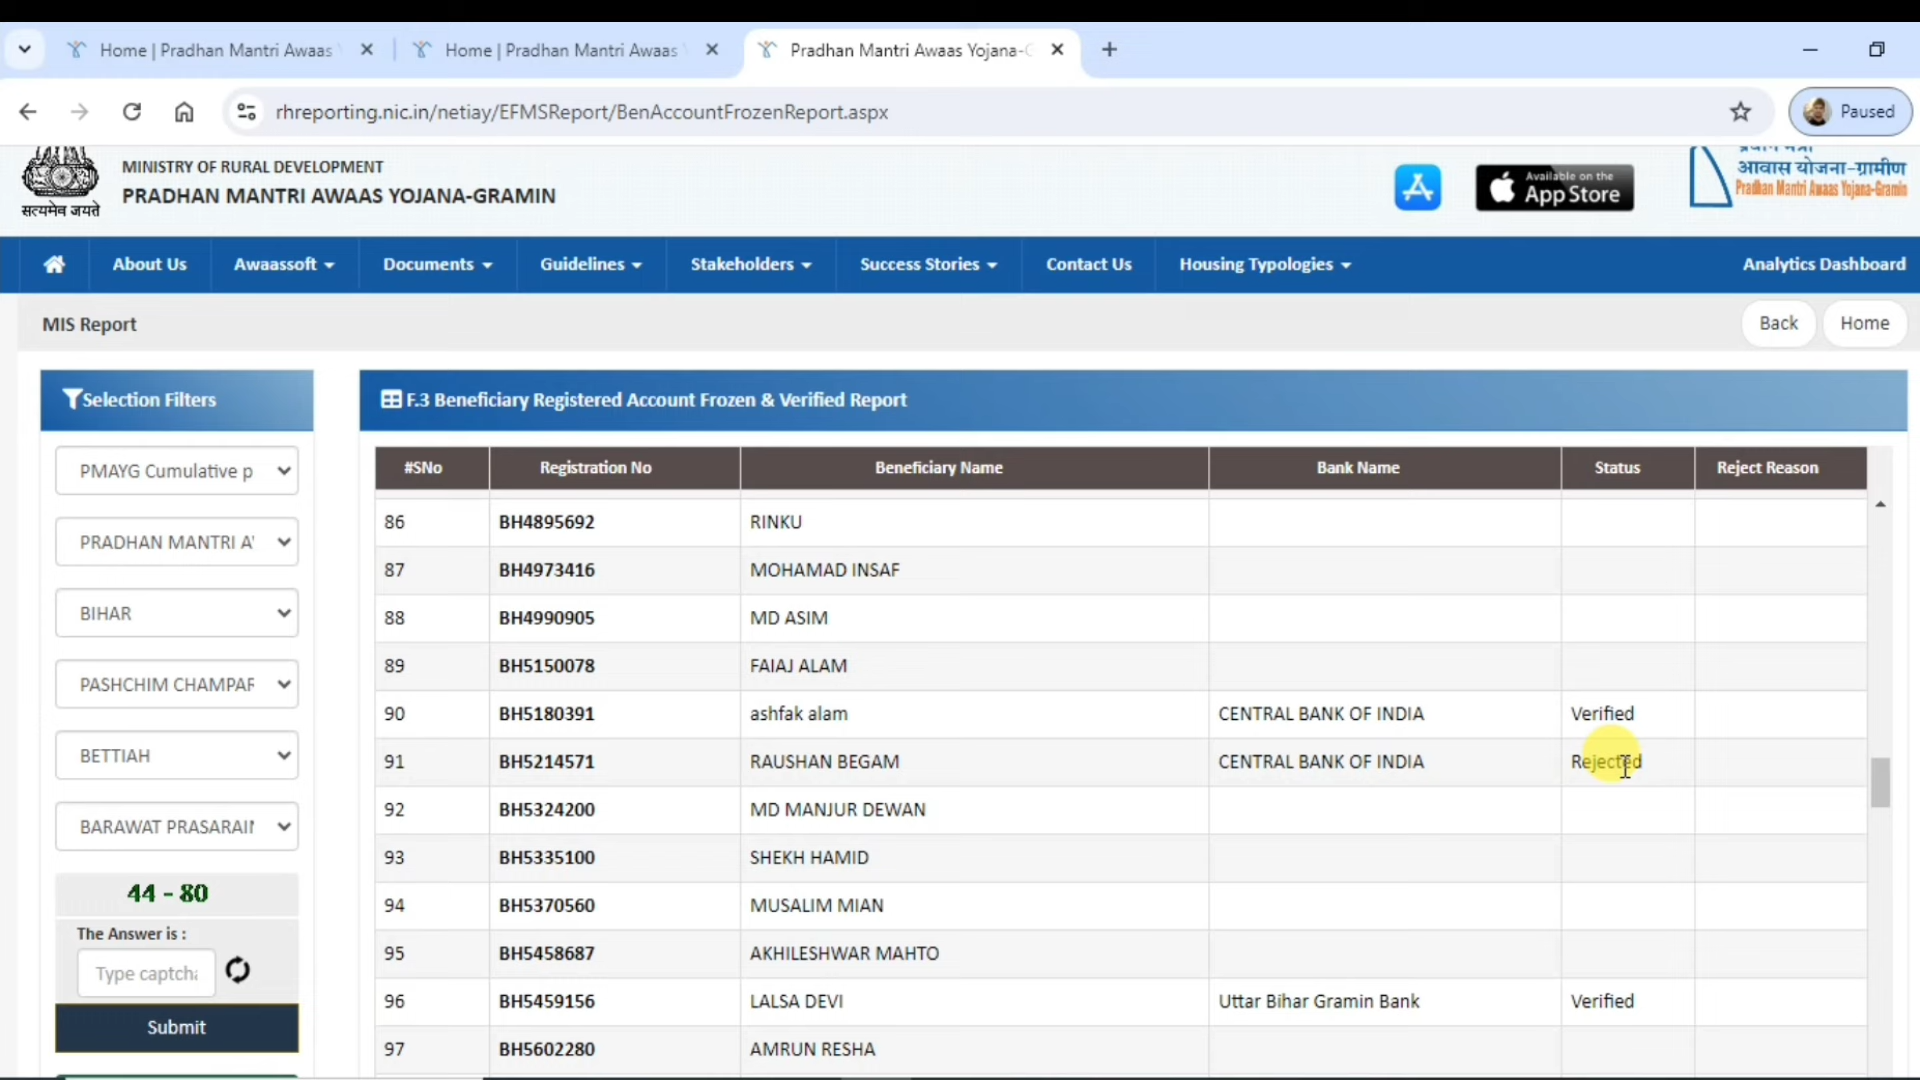 Home | Pradhan Mantri Awaas
Home | Pradhan Mantri Awaas
Pradhan Mantri Awaas Yojana-G
rhreporting.nic.in/netiay/EFMSReport/BenAccountFrozenReport.aspx
Paused
सत्यमेव जयते
MINISTRY OF RURAL DEVELOPMENT
PRADHAN MANTRI AWAAS YOJANA-GRAMIN
Available on the
App Store
आवास योजना-ग्रामीण
Pradhan Mantri Awaas Yojana-Gramin
About Us Awaassoft Documents Guidelines Stakeholders Success Stories Contact Us Housing Typologies Analytics Dashboard
MIS Report
Back Home
Selection Filters
PMAYG Cumulative p
PRADHAN MANTRI A
BIHAR
PASHCHIM CHAMPAR
BETTIAH
BARAWAT PRASARAI
44 - 80
The Answer is :
Type captcha
Submit
F.3 Beneficiary Registered Account Frozen & Verified Report
#SNo Registration No Beneficiary Name Bank Name Status Reject Reason
86 BH4895692 RINKU
87 BH4973416 MOHAMAD INSAF
88 BH4990905 MD ASIM
89 BH5150078 FAIAJ ALAM
90 BH5180391 ashfak alam CENTRAL BANK OF INDIA Verified
91 BH5214571 RAUSHAN BEGAM CENTRAL BANK OF INDIA Rejected
92 BH5324200 MD MANJUR DEWAN
93 BH5335100 SHEKH HAMID
94 BH5370560 MUSALIM MIAN
95 BH5458687 AKHILESHWAR MAHTO
96 BH5459156 LALSA DEVI Uttar Bihar Gramin Bank Verified
97 BH5602280 AMRUN RESHA